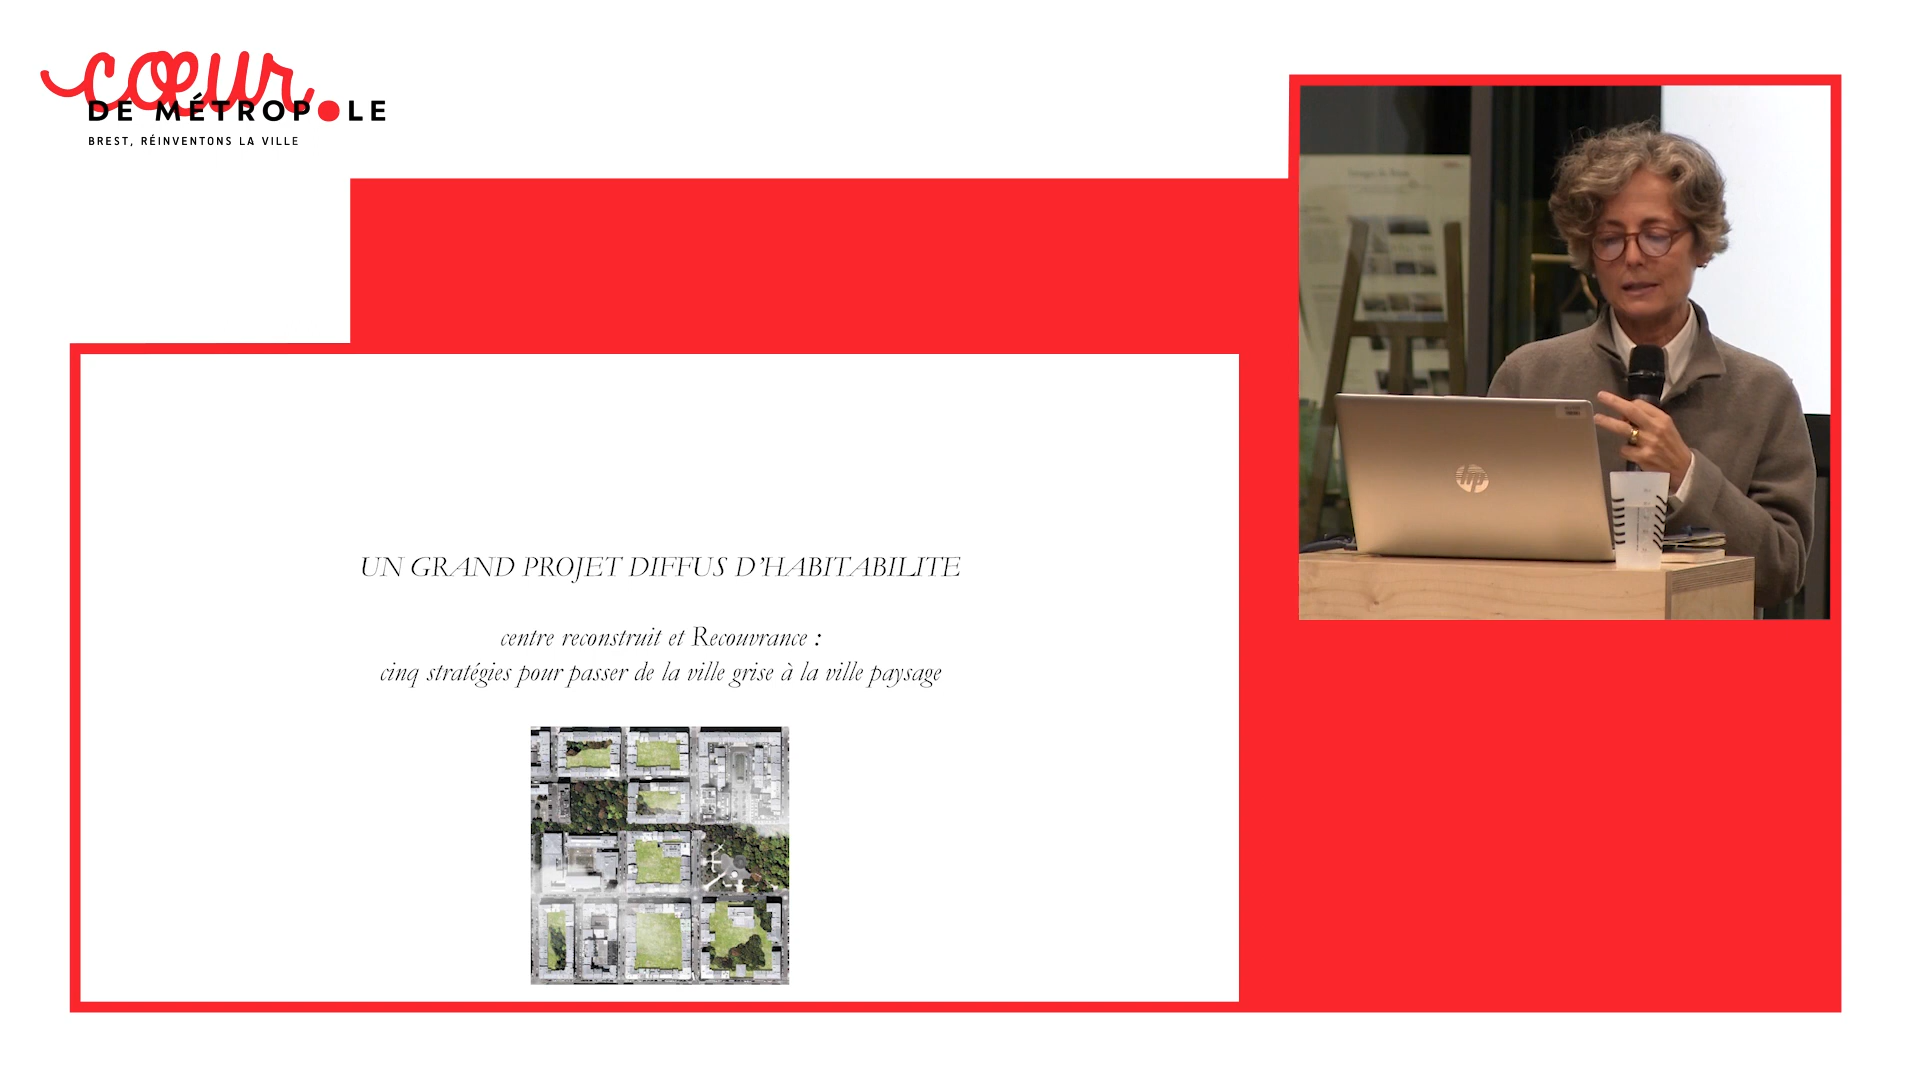 cœur
DE MÉTROPOLE
BREST, RÉINVENTONS LA VILLE
UN GRAND PROJET DIFFUS D'HABITABILITE
centre reconstruit et Recouvrance :
cinq stratégies pour passer de la ville grise à la ville paysage
hp